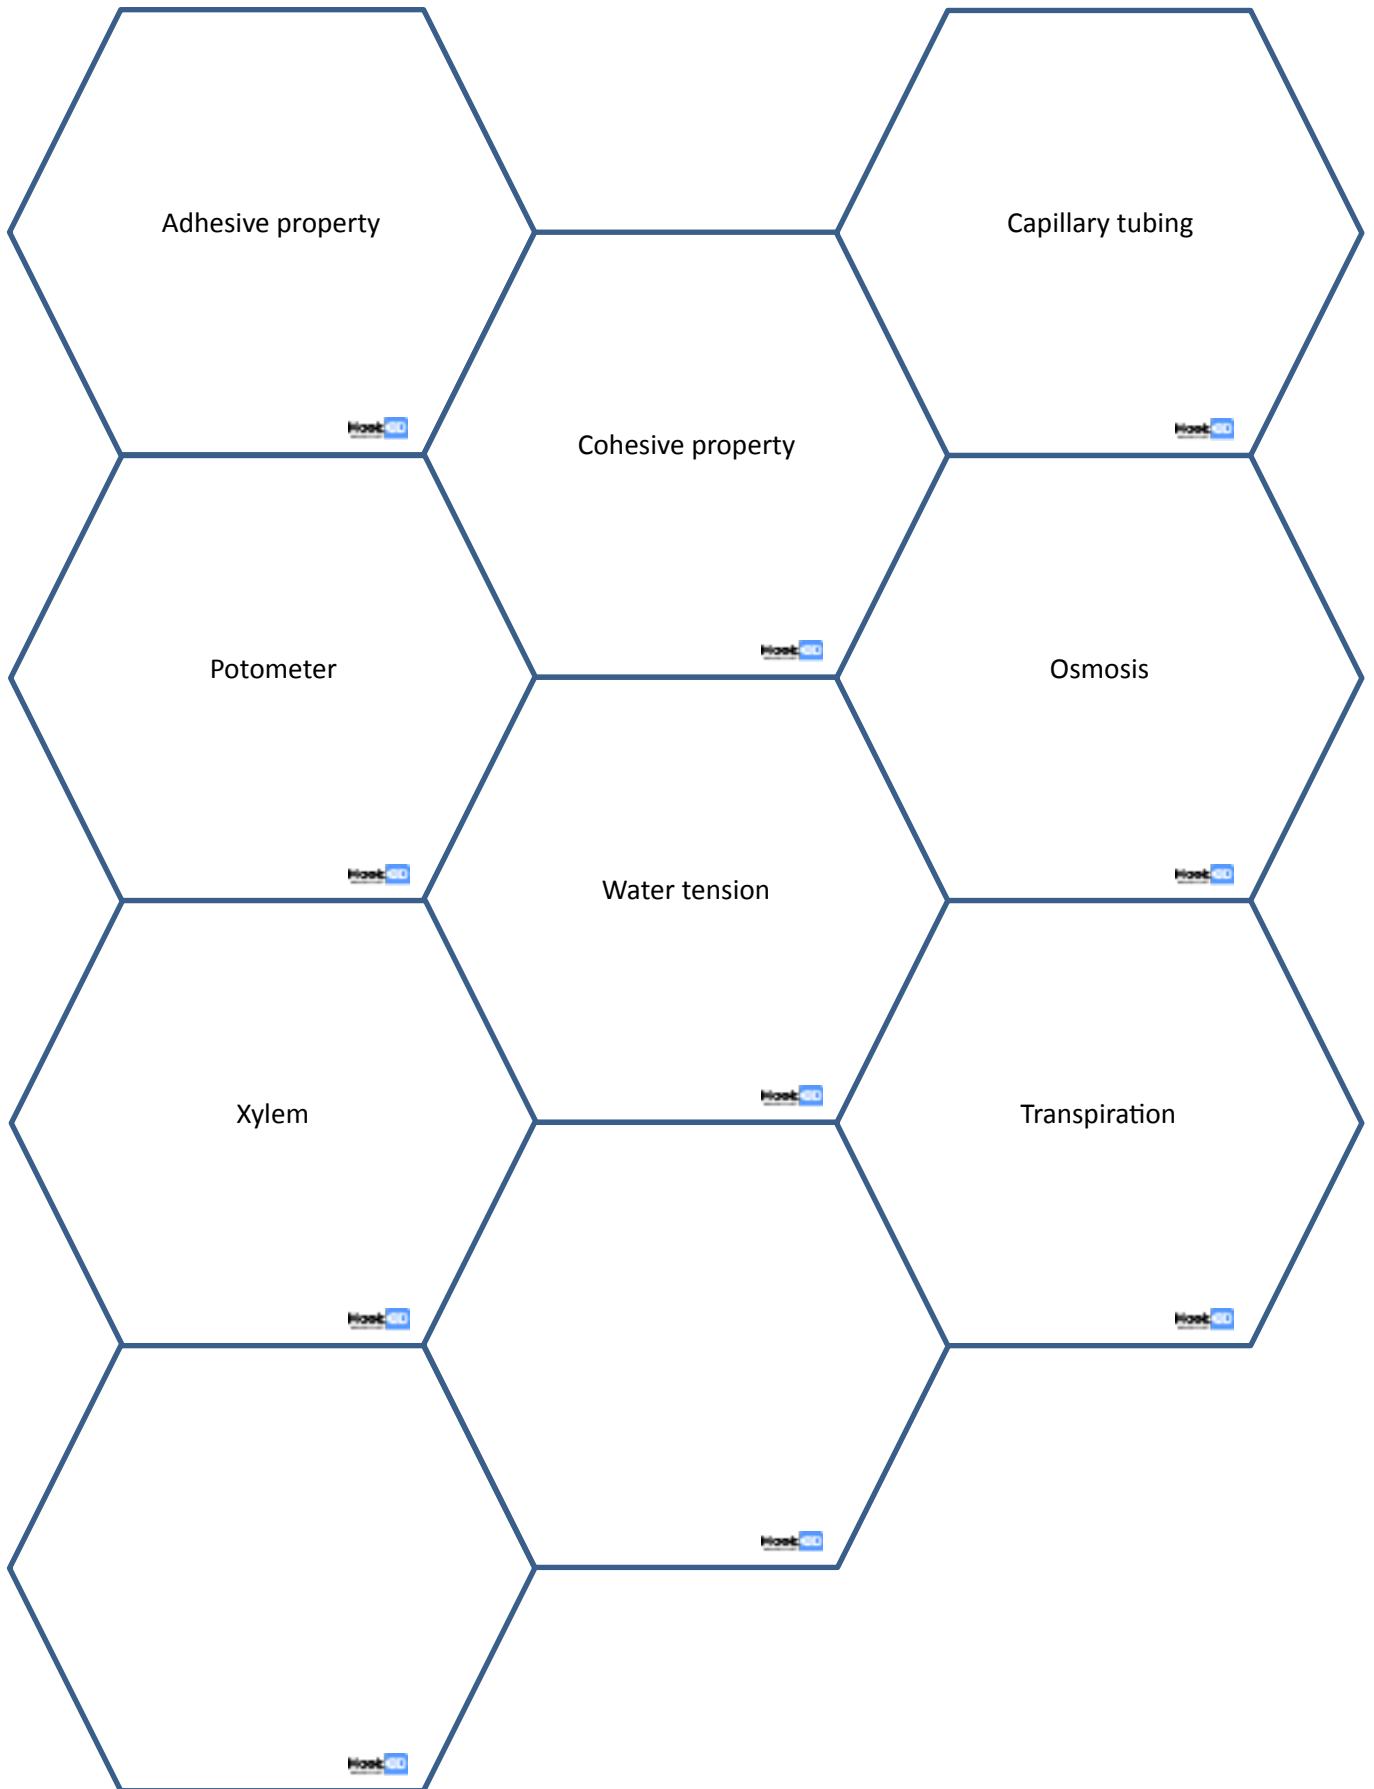 Adhesive property
Capillary tubing
Cohesive property
Potometer
Osmosis
Water tension
Xylem
Transpiration